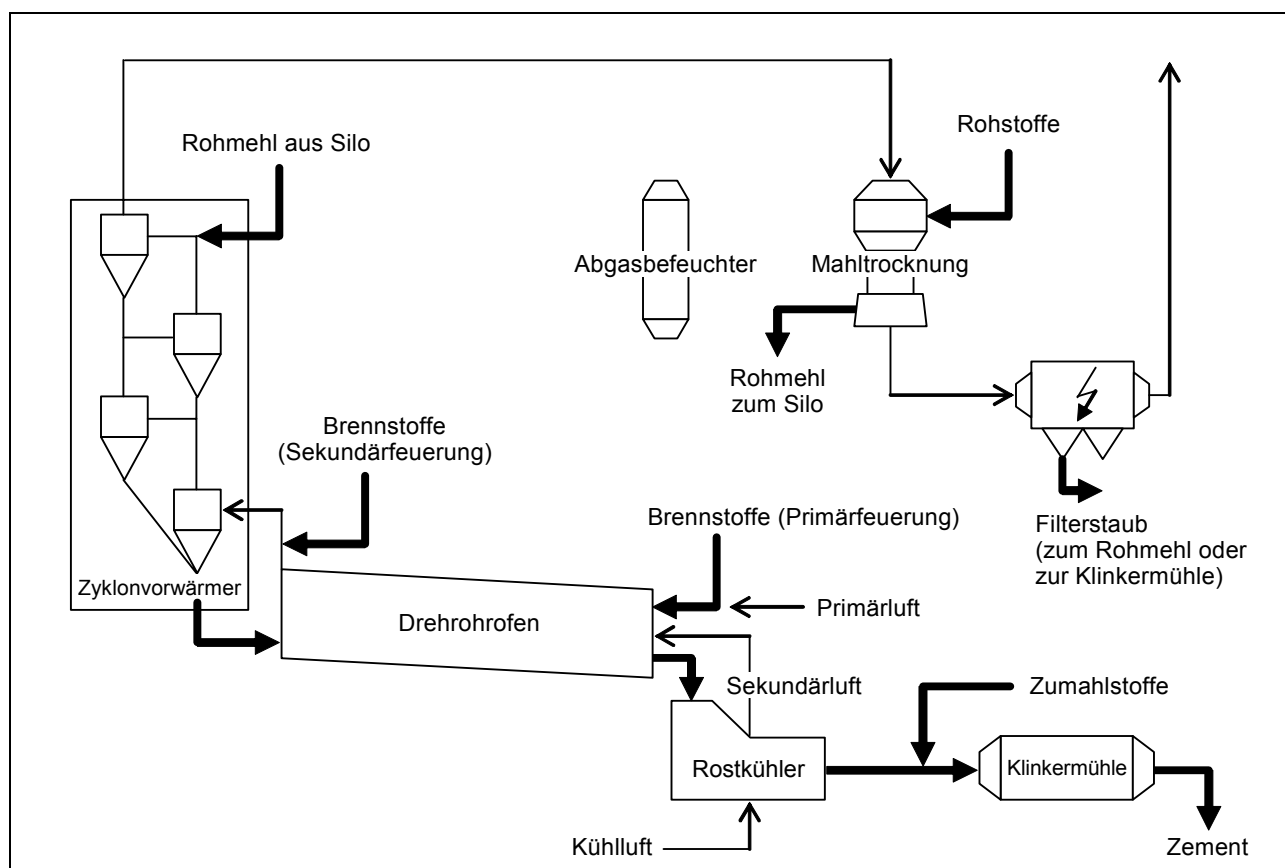 Rohmehl aus Silo
Rohstoffe
Abgasbefeuchter
Mahltrocknung
Rohmehl
zum Silo
Brennstoffe
(Sekundärfeuerung)
Brennstoffe (Primärfeuerung)
Filterstaub
(zum Rohmehl oder
zur Klinkermühle)
Zyklonvorwärmer
Drehrohrofen
Primärluft
Sekundärluft
Zumahlstoffe
Rostkühler
Klinkermühle
Kühlluft
Zement